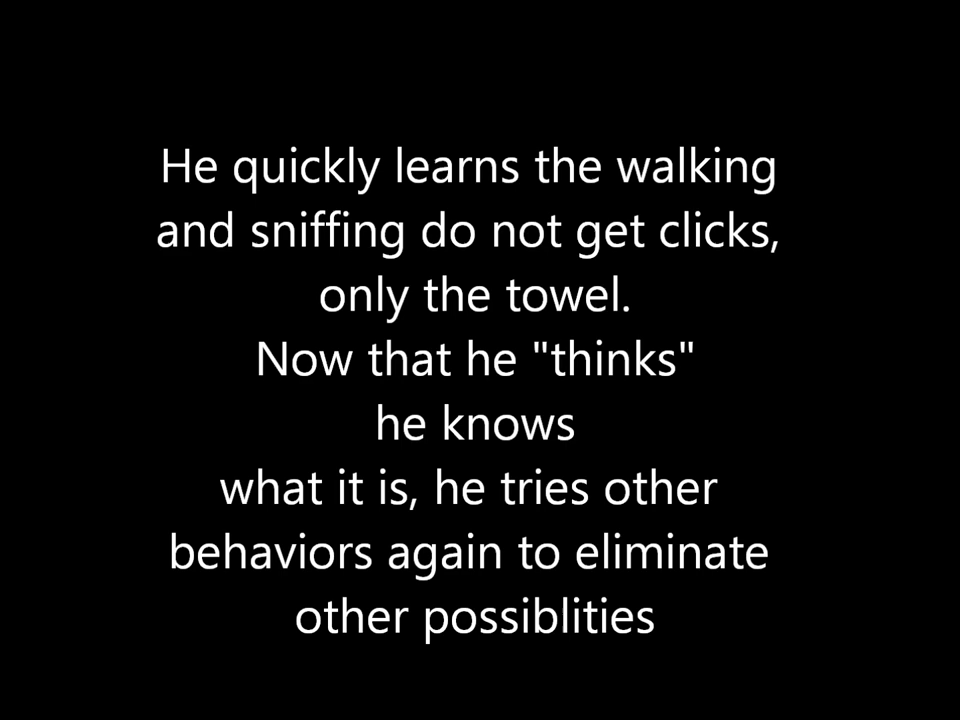 He quickly learns the walking
and sniffing do not get clicks,
only the towel.
Now that he "thinks"
he knows
what it is, he tries other
behaviors again to eliminate
other possiblities